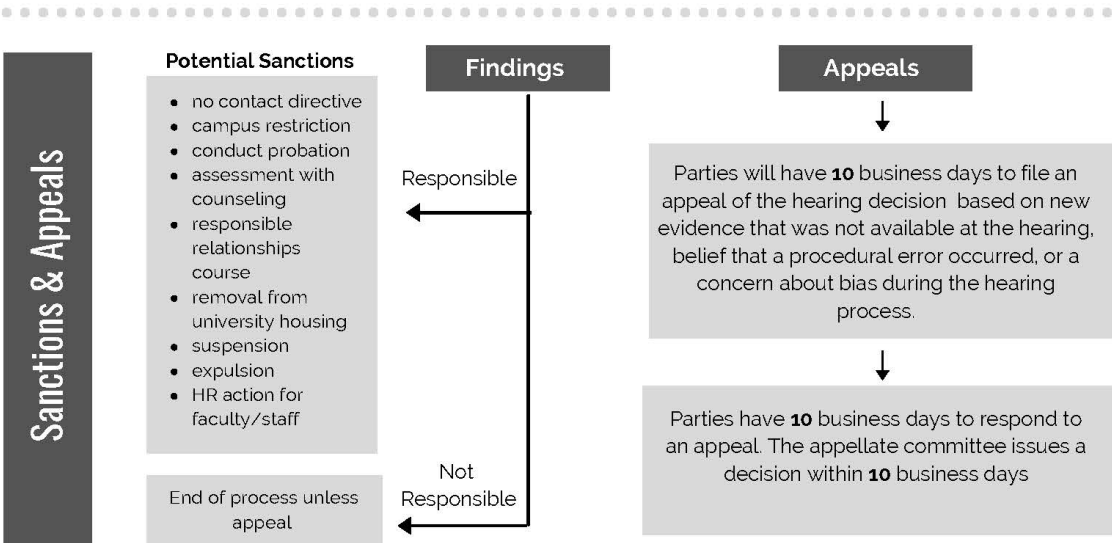 Sanctions & Appeals
Potential Sanctions
• no contact directive
• campus restriction
• conduct probation
• assessment with
counseling
• responsible
relationships
course
• removal from
university housing
• suspension
• expulsion
• HR action for
faculty/staff
Findings
Responsible
Not
Responsible
End of process unless
appeal
Appeals
Parties will have 10 business days to file an
appeal of the hearing decision based on new
evidence that was not available at the hearing,
belief that a procedural error occurred, or a
concern about bias during the hearing
process.
Parties have 10 business days to respond to
an appeal. The appellate committee issues a
decision within 10 business days